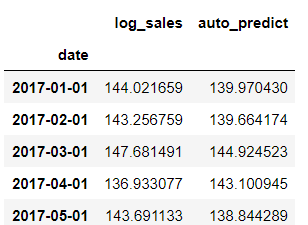 log_sales auto_predict
date
2017-01-01 144.021659 139.970430
2017-02-01 143.256759 139.664174
2017-03-01 147.681491 144.924523
2017-04-01 136.933077 143.100945
2017-05-01 143.691133 138.844289